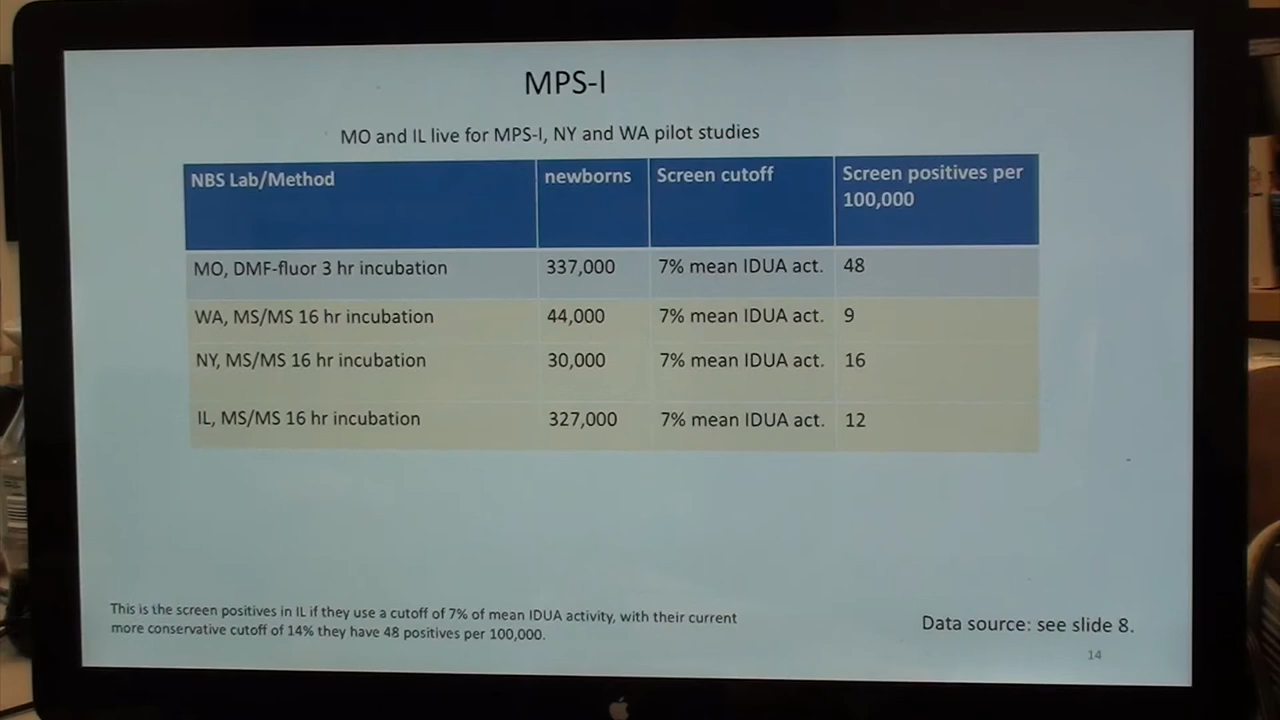 MPS-I
MO and IL live for MPS-I, NY and WA pilot studies
NBS Lab/Method newborns Screen cutoff Screen positives per
100,000
MO, DMF-fluor 3 hr incubation 337,000 7% mean IDUA act. 48
WA, MS/MS 16 hr incubation 44,000 7% mean IDUA act. 9
NY, MS/MS 16 hr incubation 30,000 7% mean IDUA act. 16
IL, MS/MS 16 hr incubation 327,000 7% mean IDUA act. 12
This is the screen positives in IL if they use a cutoff of 7% of mean IDUA activity, with their current
more conservative cutoff of 14% they have 48 positives per 100,000.
Data source: see slide 8.
14